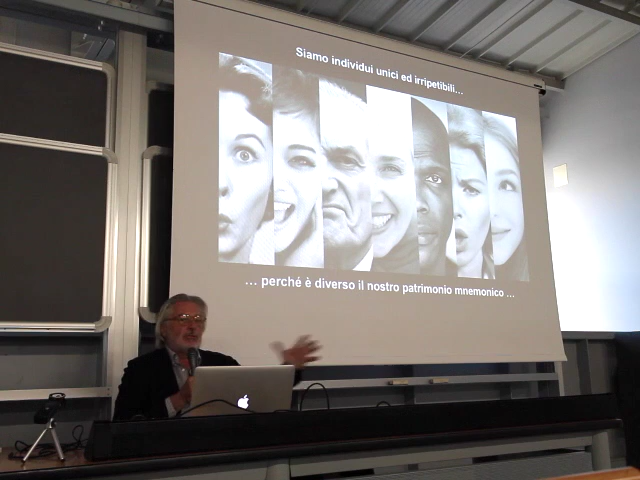 Siamo individui unici ed irripetibili...
... perché è diverso il nostro patrimonio mnemonico ...